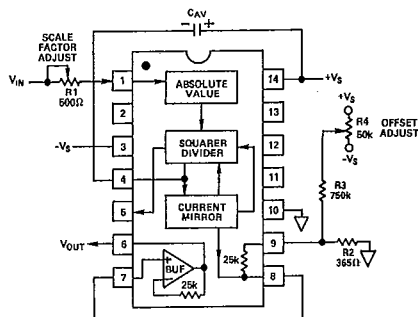 CAV
− +
SCALE
FACTOR
ADJUST
VIN
R1
500Ω
1
2
3
4
5
6
7
14
13
12
11
10
9
8
ABSOLUTE
VALUE
SQUARER
DIVIDER
CURRENT
MIRROR
+VS
−VS
+VS
R4
50k
OFFSET
ADJUST
−VS
R3
750k
R2
365Ω
25k
VOUT
+
BUF
−
25k